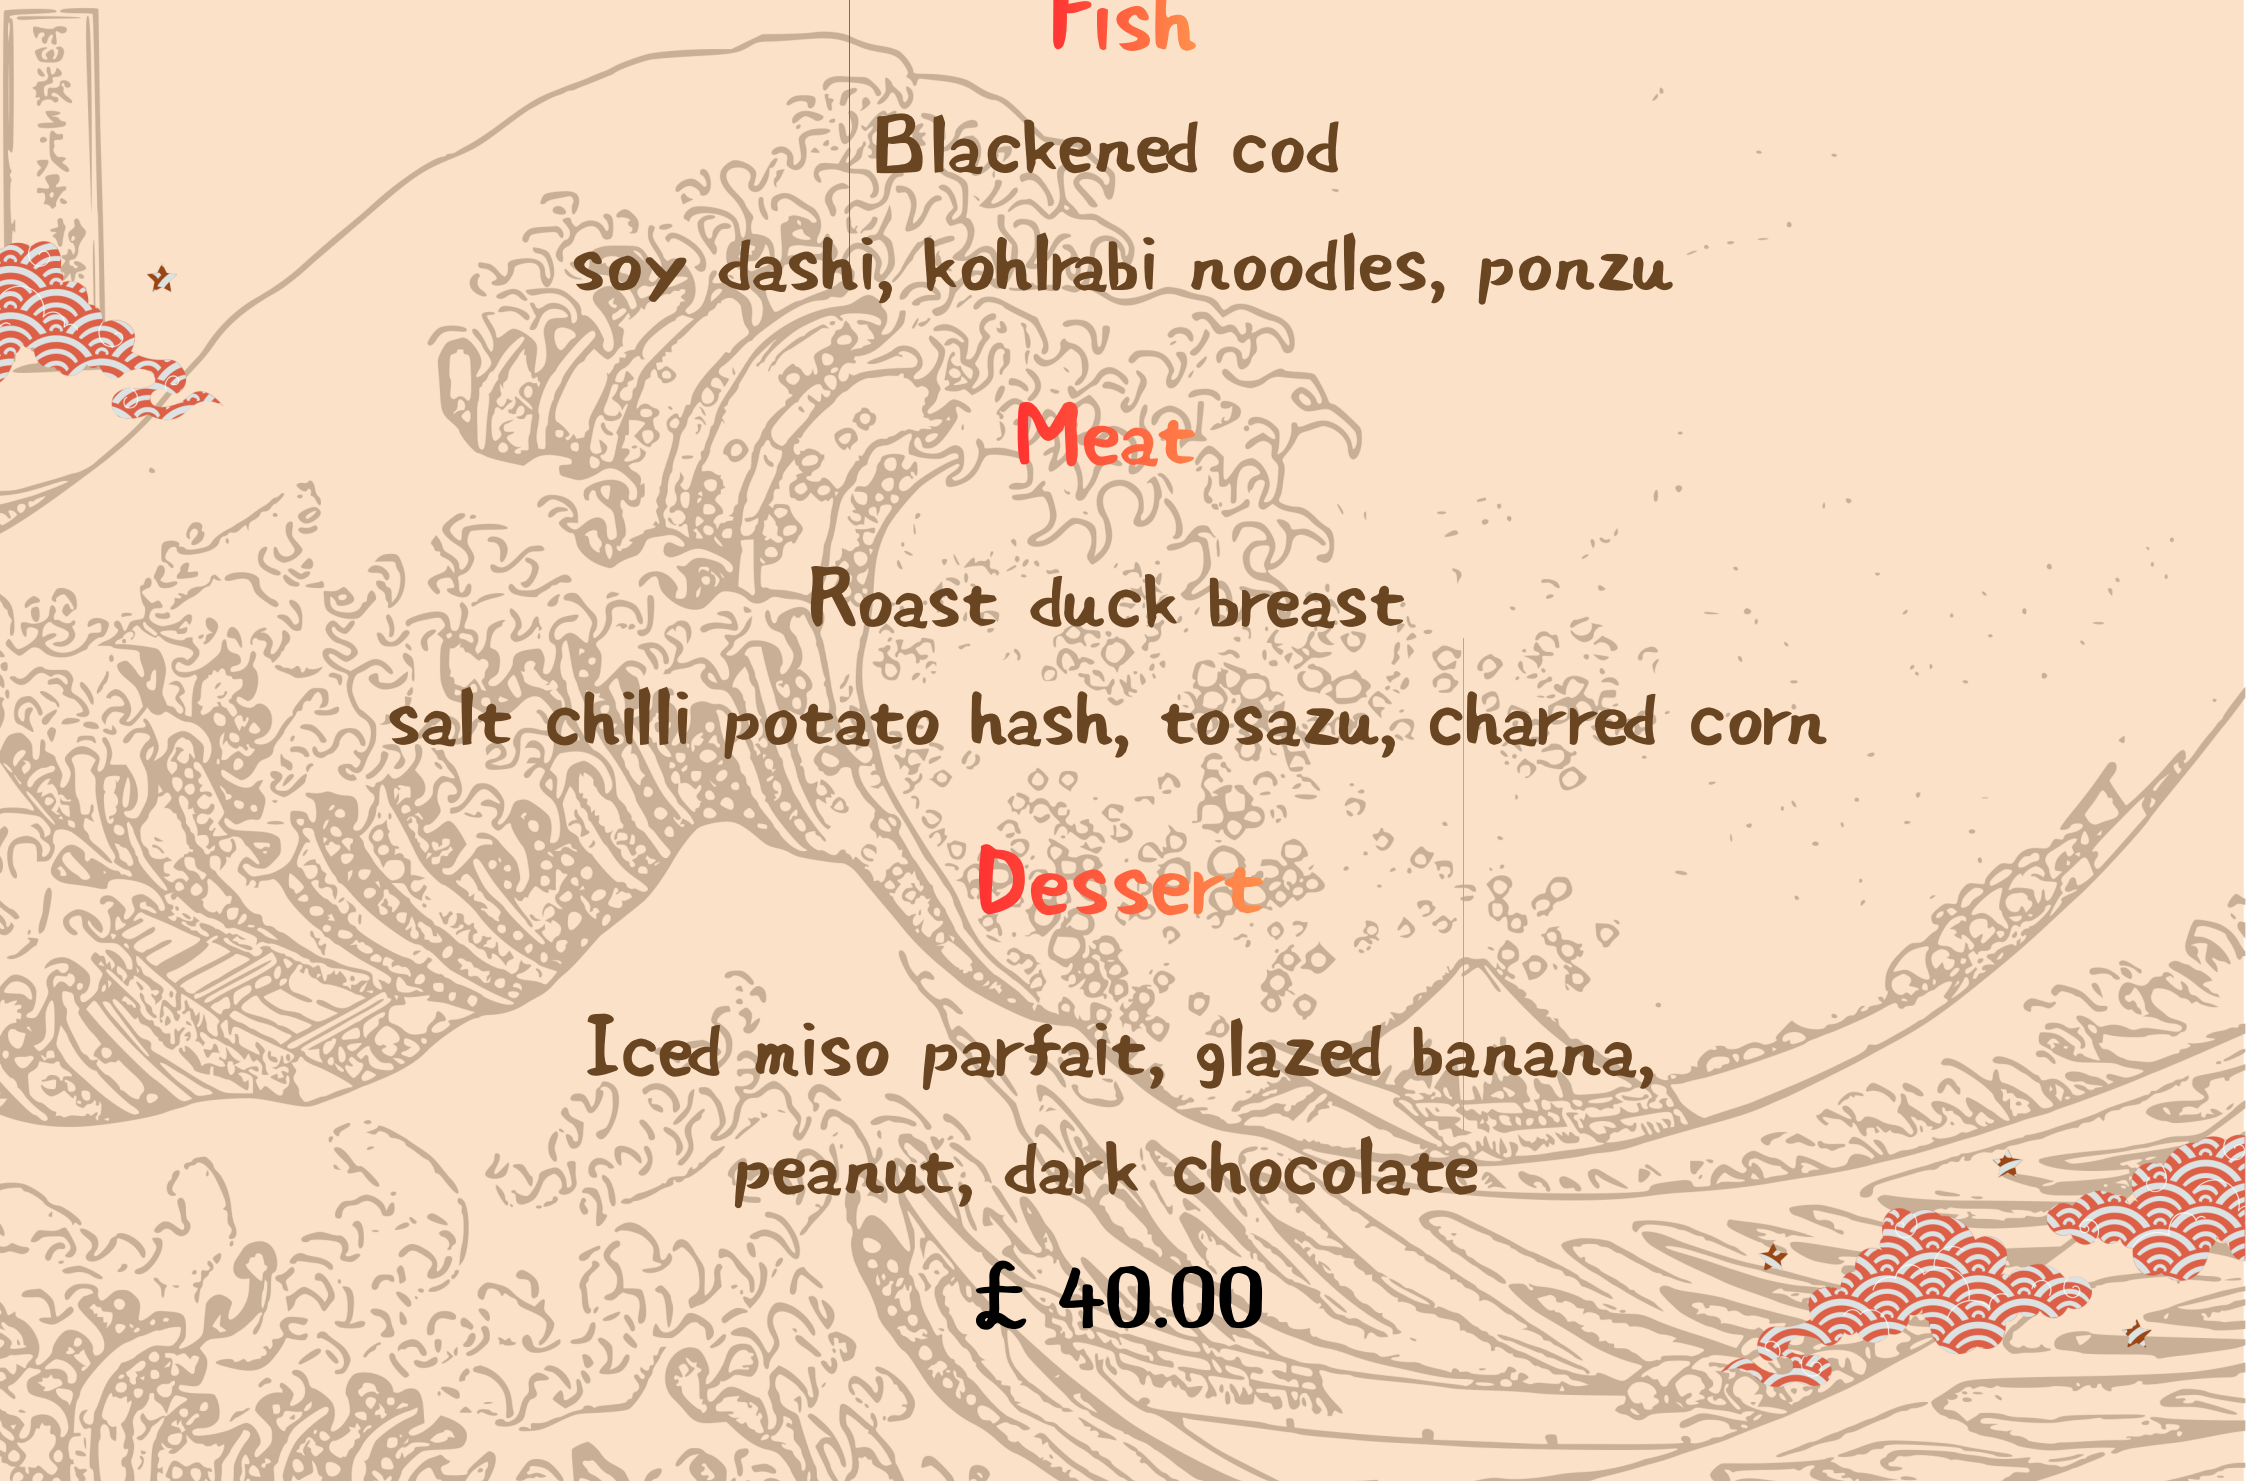 Fish
Blackened cod
soy dashi, kohlrabi noodles, ponzu
Meat
Roast duck breast
salt chilli potato hash, tosazu, charred corn
Dessert
Iced miso parfait, glazed banana,
peanut, dark chocolate
£ 40.00